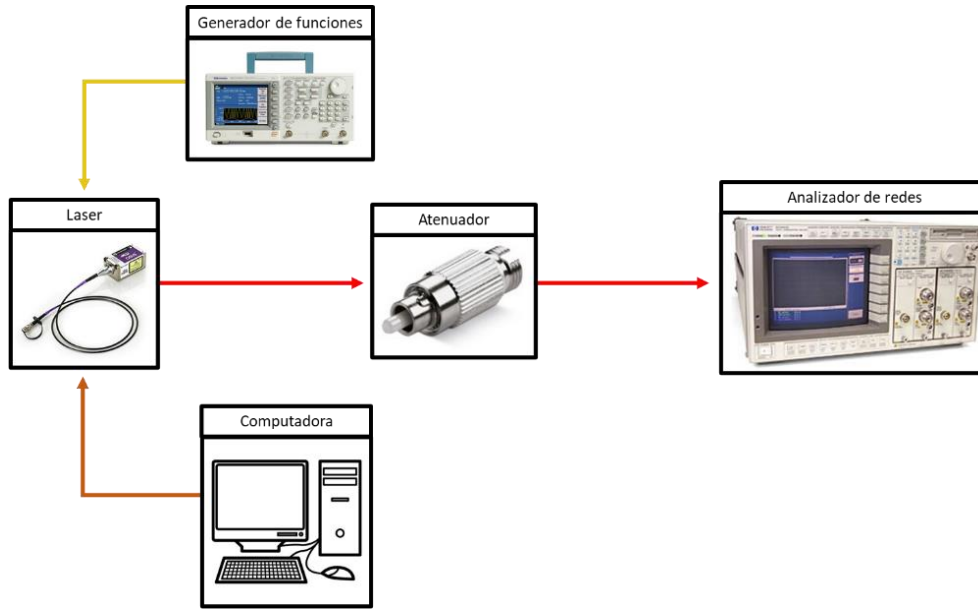 Generador de funciones
Laser
Atenuador
Analizador de redes
Computadora